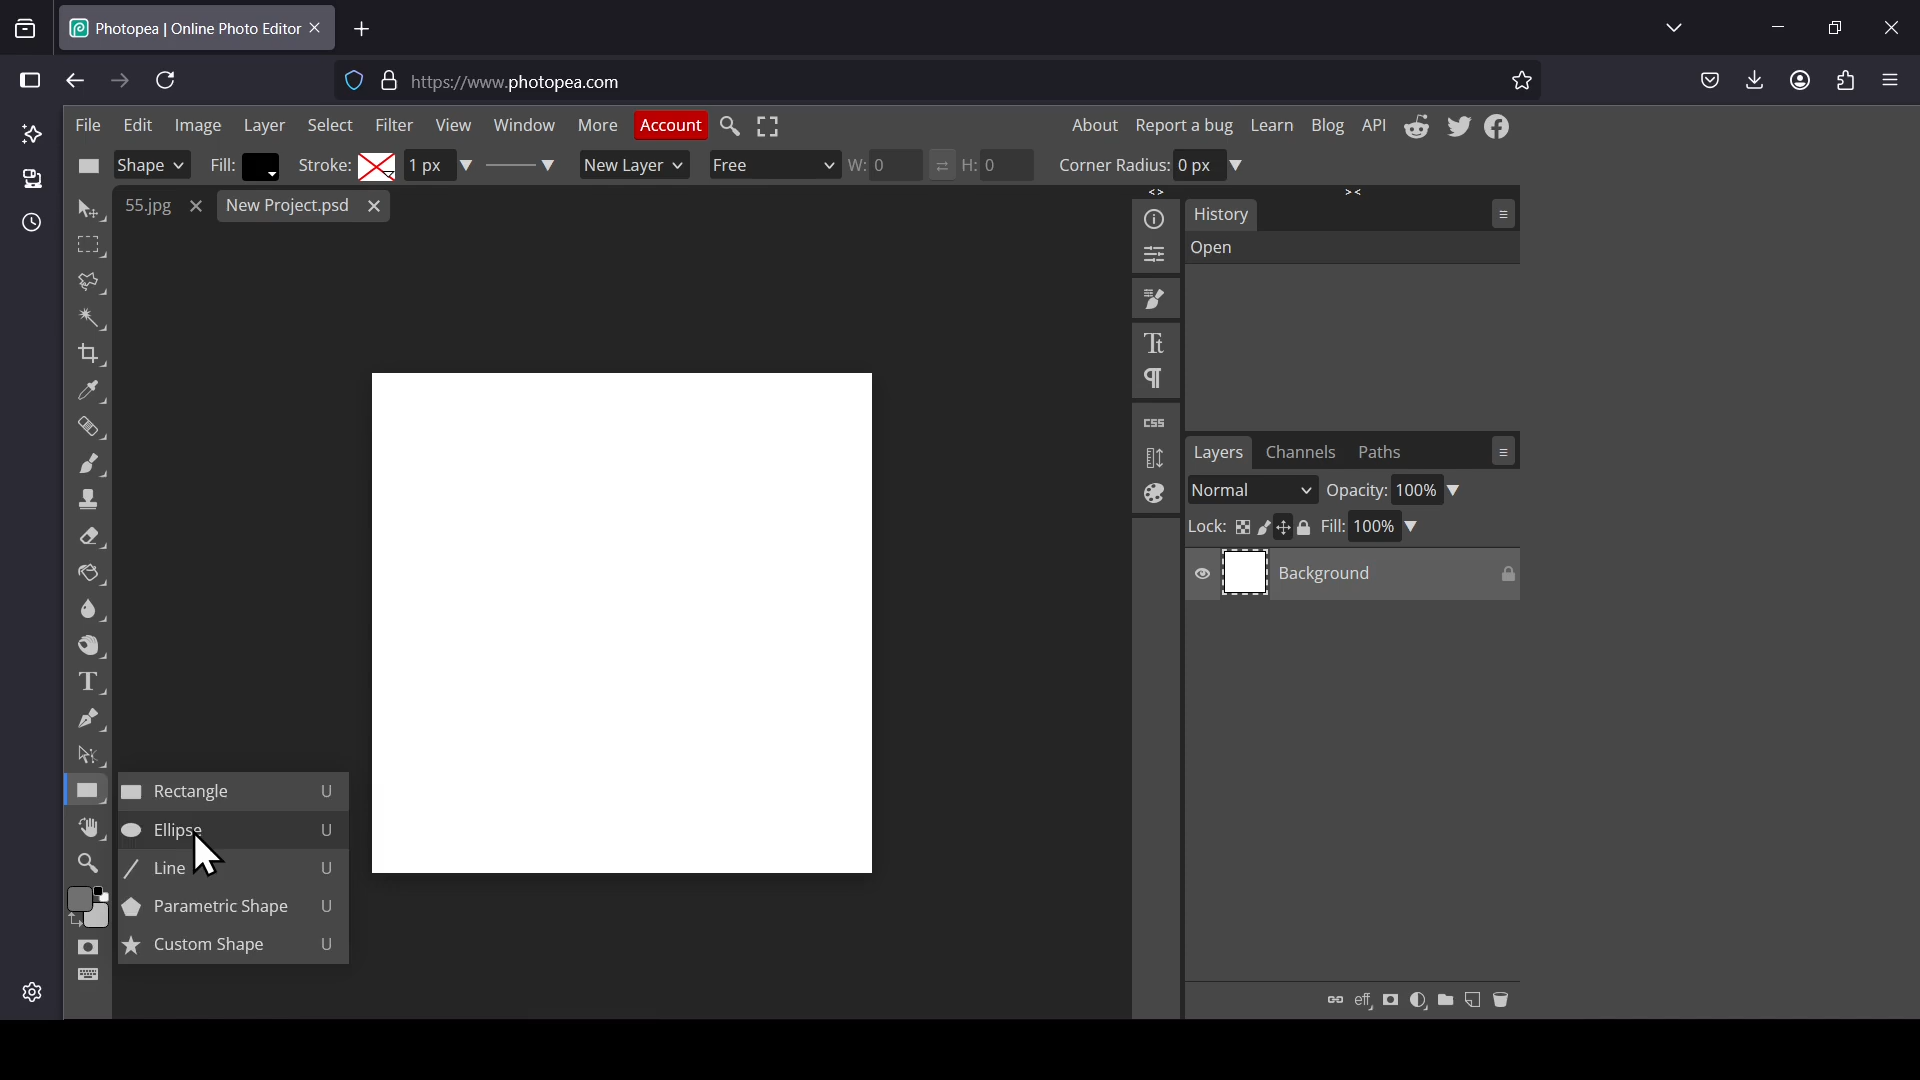 Photopea | Online Photo Editor
https://www.photopea.com
File Edit Image Layer Select Filter View Window More Account About Report a bug Learn Blog API
Shape Fill: Stroke: 1 px New Layer Free W: 0 H: 0 Corner Radius: 0 px
55.jpg New Project.psd
< > > <
History
Open
Tt
CSS
Layers Channels Paths
Normal Opacity: 100%
Lock: Fill: 100%
Background
T
Rectangle U
Ellipse U
Line U
Parametric Shape U
Custom Shape U
eff